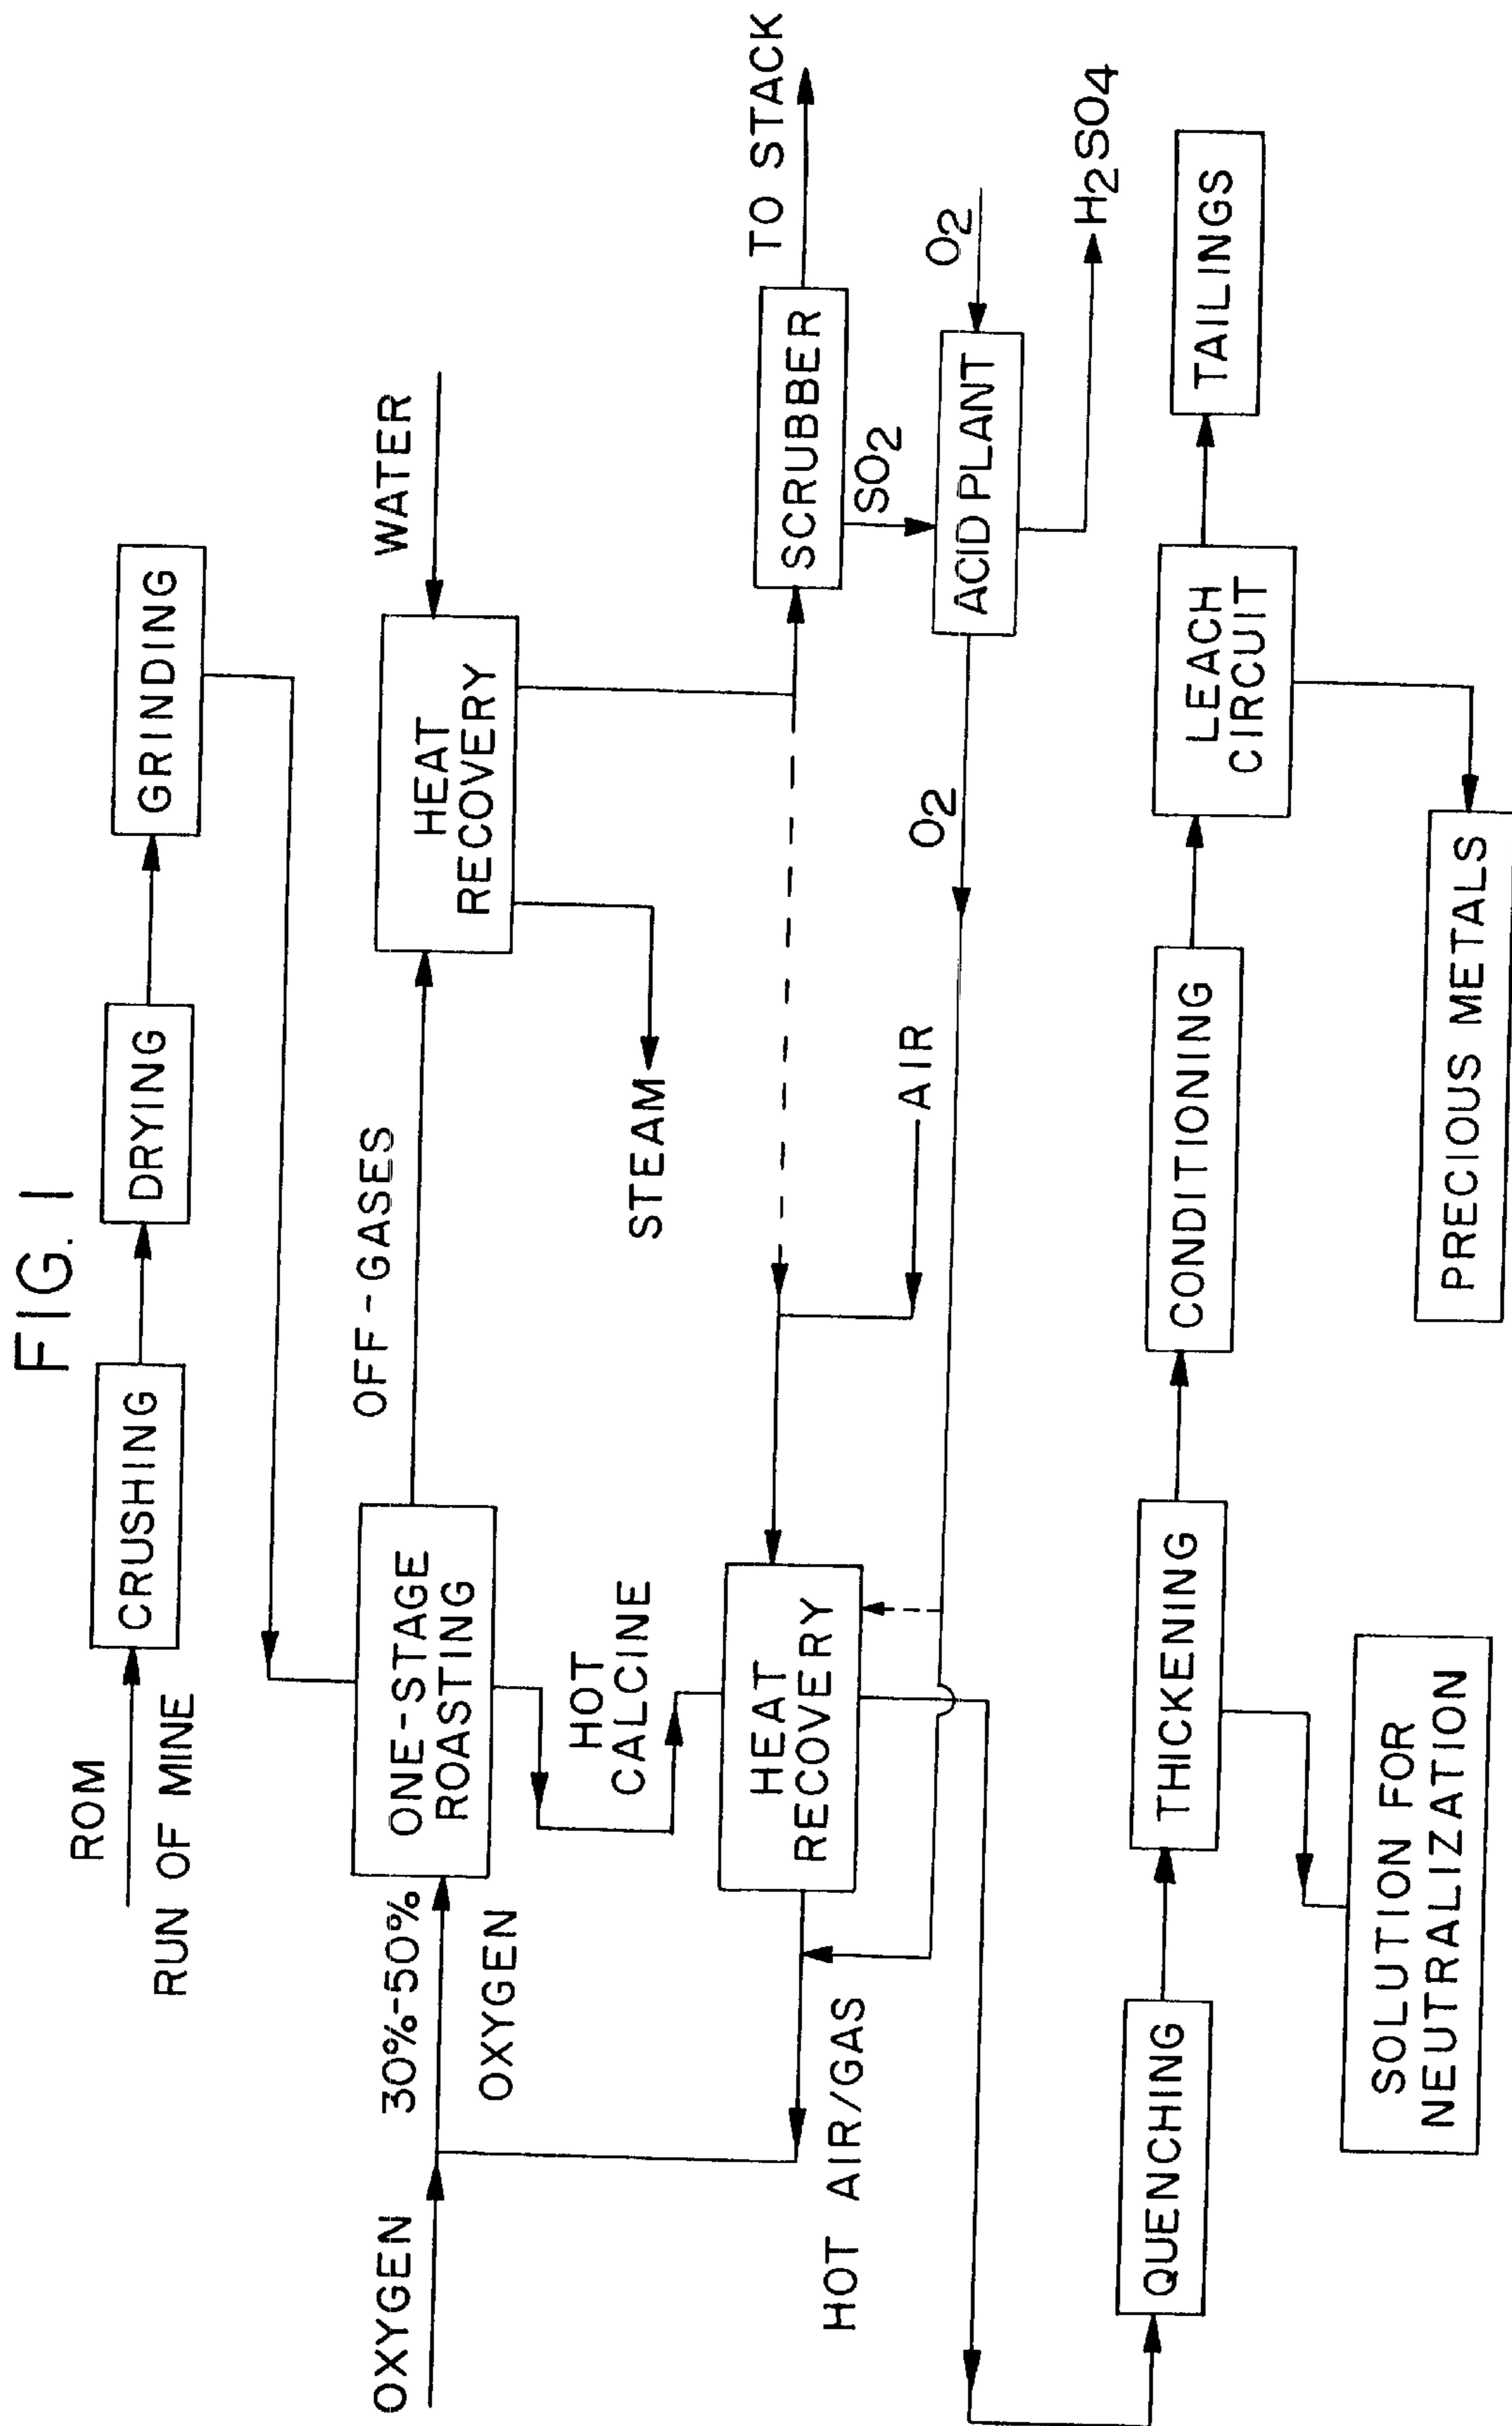 FIG. 1
ROM
RUN OF MINE
CRUSHING
DRYING
GRINDING
OXYGEN
30%-50%
OXYGEN
ONE-STAGE
ROASTING
OFF-GASES
HEAT
RECOVERY
WATER
STEAM
HOT
CALCINE
HEAT
RECOVERY
HOT AIR/GAS
AIR
SCRUBBER
TO STACK
SO2
ACID PLANT
O2
O2
H2SO4
QUENCHING
THICKENING
CONDITIONING
LEACH
CIRCUIT
TAILINGS
SOLUTION FOR
NEUTRALIZATION
PRECIOUS METALS